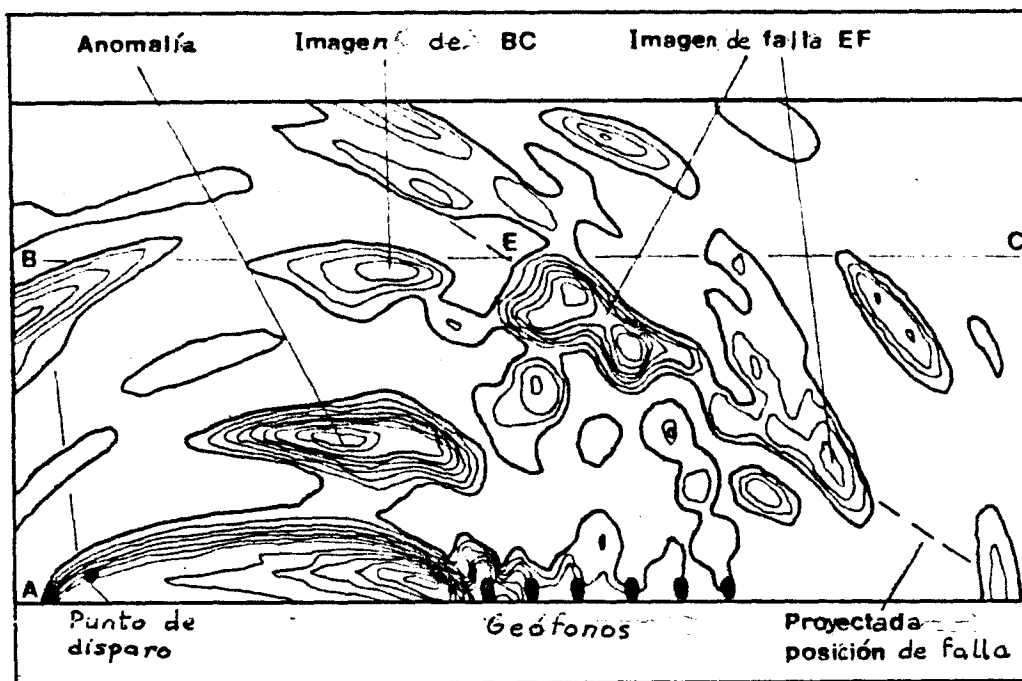 Anomalía
Imagen de BC
Imagen de falla EF
B
E
C
A
Punto de
disparo
Geófonos
Proyectada
posición de falla